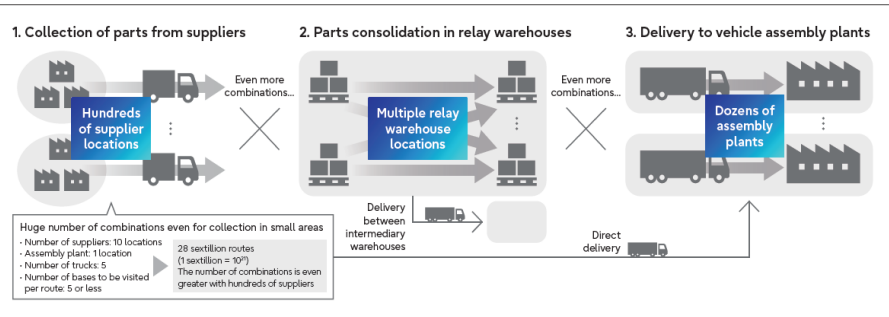 1. Collection of parts from suppliers
2. Parts consolidation in relay warehouses
3. Delivery to vehicle assembly plants
Hundreds
of supplier
locations
Even more
combinations...
Multiple relay
warehouse
locations
Even more
combinations...
Dozens of
assembly
plants
Delivery
between
intermediary
warehouses
Direct
delivery
Huge number of combinations even for collection in small areas
· Number of suppliers: 10 locations
· Assembly plant: 1 location
· Number of trucks: 5
· Number of bases to be visited
per route: 5 or less
28 sextillion routes
(1 sextillion = 10²¹)
The number of combinations is even
greater with hundreds of suppliers